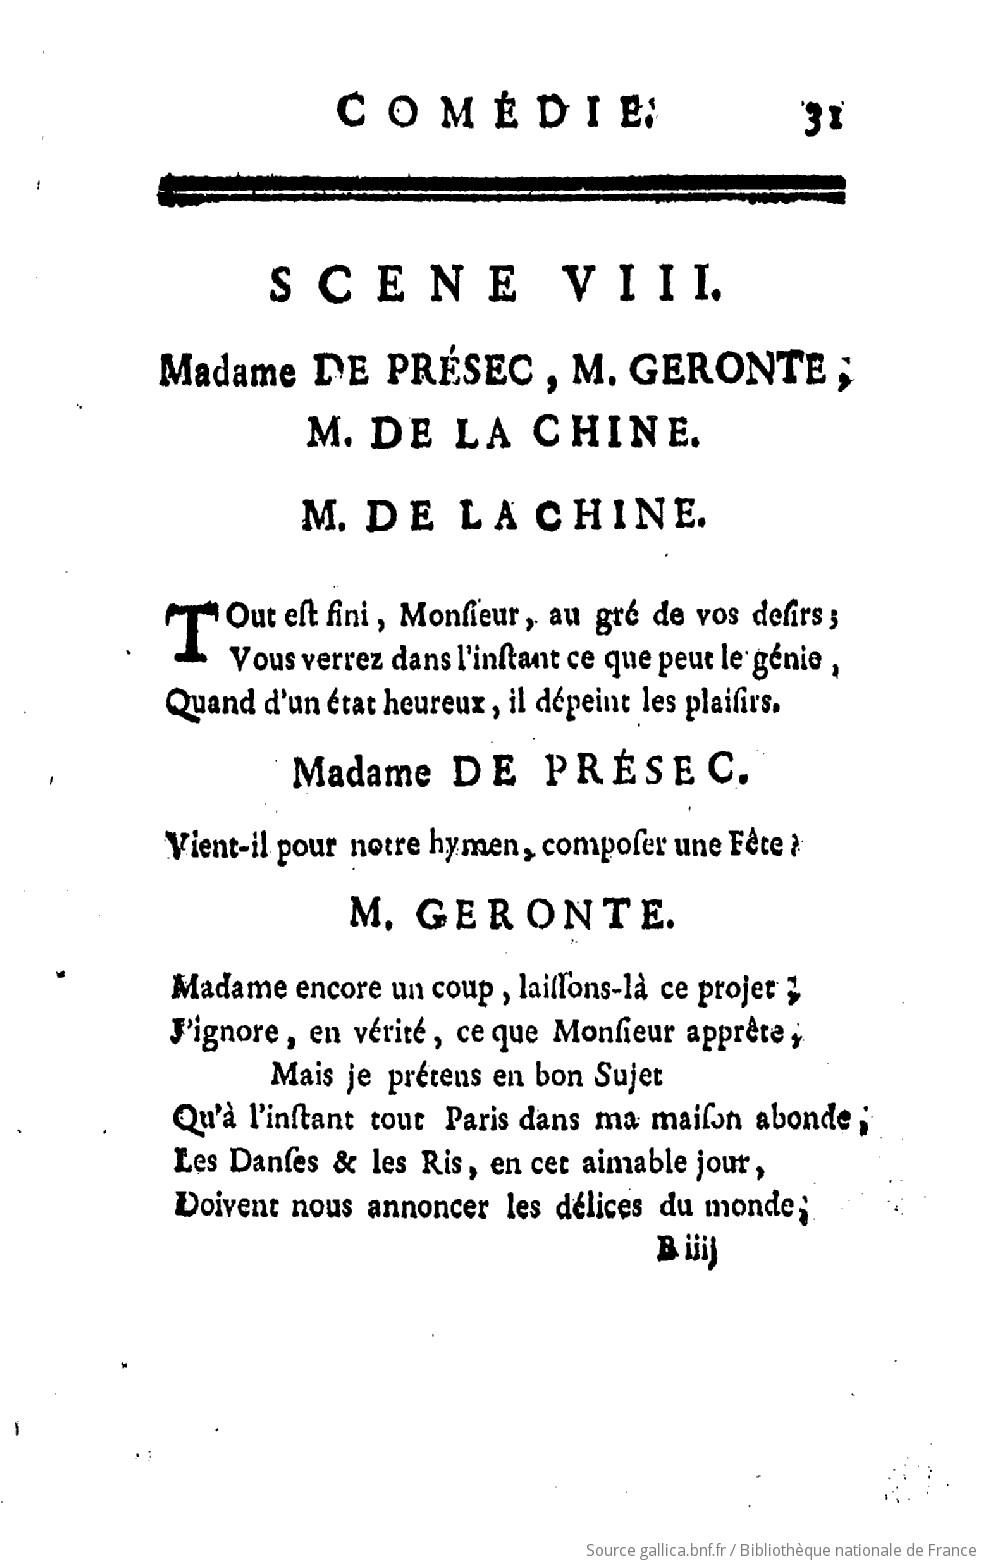 COMÉDIE. 31
SCENE VIII.
Madame DE PRÉSEC, M. GERONTE,
M. DE LA CHINE.
M. DE LA CHINE.
TOut eſt fini, Monſieur, au gré de vos deſirs;
Vous verrez dans l'inſtant ce que peut le génie,
Quand d'un état heureux, il dépeint les plaiſirs.
Madame DE PRÉSEC.
Vient-il pour notre hymen, compoſer une Fête?
M. GERONTE.
Madame encore un coup, laiſſons-là ce projet;
J'ignore, en vérité, ce que Monſieur apprête,
Mais je prétens en bon Sujet
Qu'à l'inſtant tout Paris dans ma maiſon abonde;
Les Danſes & les Ris, en cet aimable jour,
Doivent nous annoncer les délices du monde;
B iiij
Source gallica.bnf.fr / Bibliothèque nationale de France